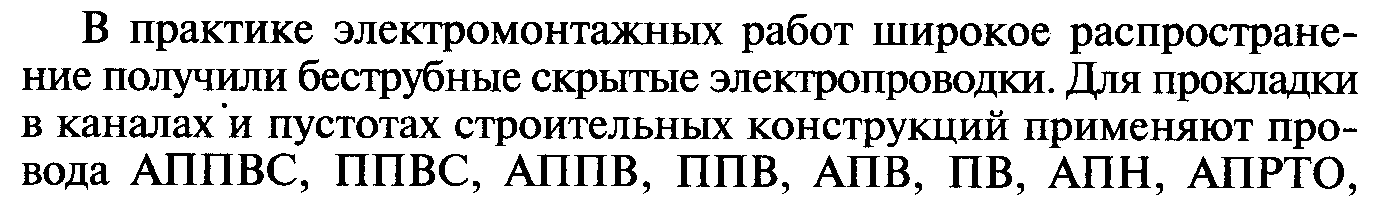 В практике электромонтажных работ широкое распростране-
ние получили беструбные скрытые электропроводки. Для прокладки
в каналах и пустотах строительных конструкций применяют про-
вода АППВС, ППВС, АППВ, ППВ, АПВ, ПВ, АПН, АПРТО,